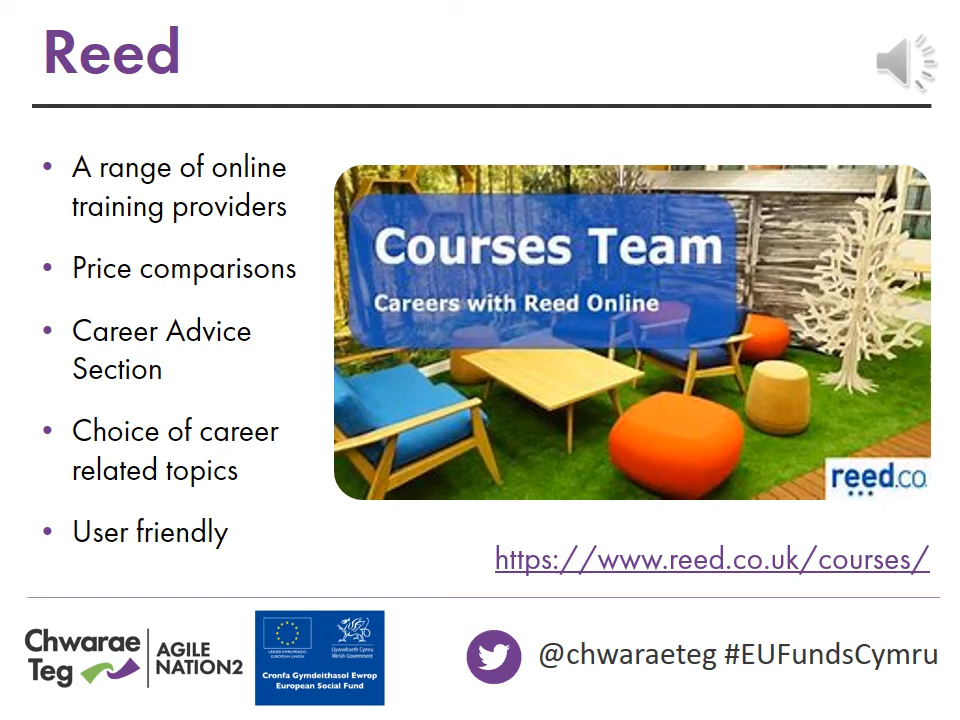 Reed
• A range of online
training providers
• Price comparisons
• Career Advice
Section
• Choice of career
related topics
• User friendly
Courses Team
Careers with Reed Online
reed.co.
https://www.reed.co.uk/courses/
Chwarae
Teg
AGILE
NATION2
UNDEB EWROPEAIDD
EUROPEAN UNION
Llywodraeth Cymru
Welsh Government
Cronfa Gymdeithasol Ewrop
European Social Fund
@chwaraeteg #EUFundsCymru